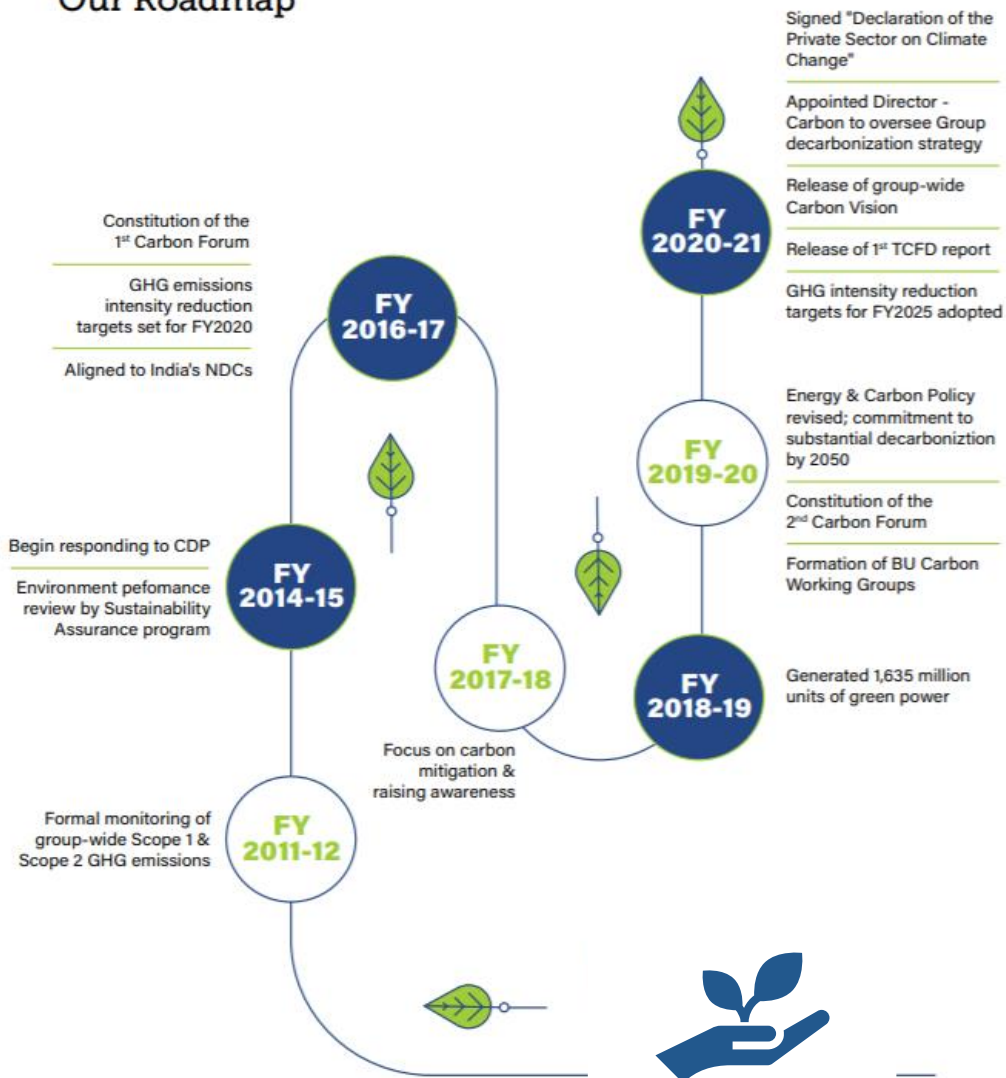 Our Roadmap
Signed "Declaration of the
Private Sector on Climate
Change"
Appointed Director -
Carbon to oversee Group
decarbonization strategy
Release of group-wide
Carbon Vision
Release of 1st TCFD report
GHG intensity reduction
targets for FY2025 adopted
FY
2020-21
Constitution of the
1st Carbon Forum
GHG emissions
intensity reduction
targets set for FY2020
Aligned to India's NDCs
FY
2016-17
Energy & Carbon Policy
revised; commitment to
substantial decarboniztion
by 2050
Constitution of the
2nd Carbon Forum
Formation of BU Carbon
Working Groups
FY
2019-20
Begin responding to CDP
Environment pefomance
review by Sustainability
Assurance program
FY
2014-15
FY
2017-18
Focus on carbon
mitigation &
raising awareness
FY
2018-19
Generated 1,635 million
units of green power
Formal monitoring of
group-wide Scope 1 &
Scope 2 GHG emissions
FY
2011-12